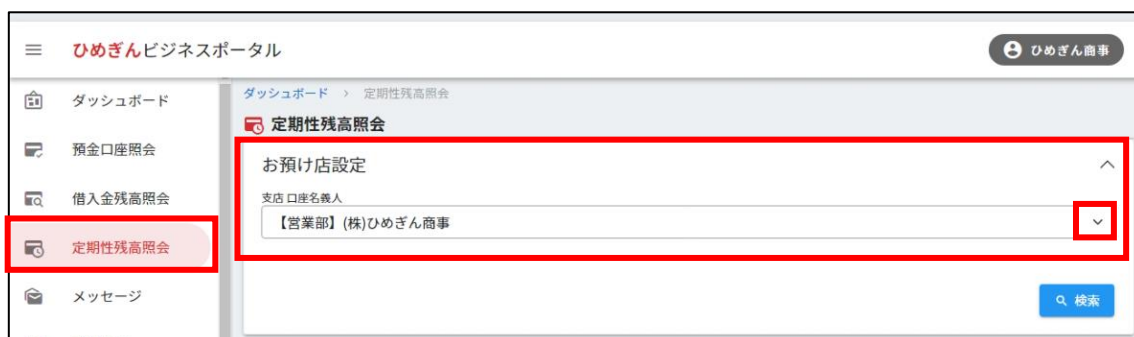 ひめぎんビジネスポータル
ひめぎん商事
ダッシュボード
預金口座照会
借入金残高照会
定期性残高照会
メッセージ
ダッシュボード > 定期性残高照会
定期性残高照会
お預け店設定
支店 口座名義人
【営業部】(株)ひめぎん商事
検索